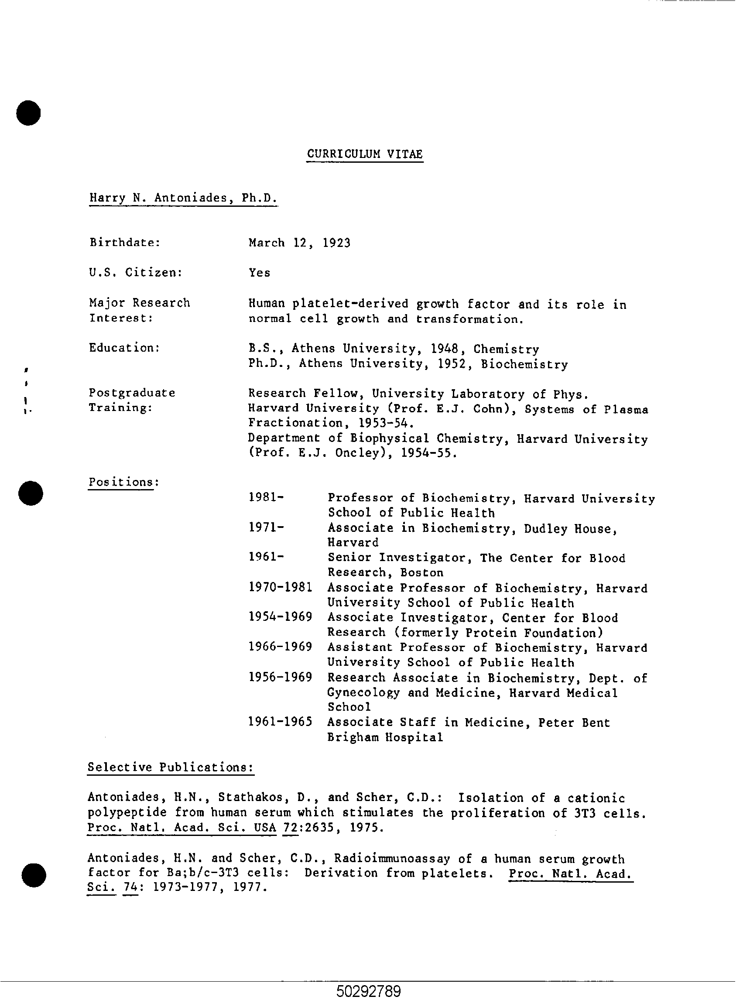 CURRICULUM VITAE
Harry N. Antoniades, Ph.D.
Birthdate: March 12, 1923
U.S. Citizen: Yes
Major Research Human platelet-derived growth factor and its role in
Interest: normal cell growth and transformation.
Education: B.S., Athens University, 1948, Chemistry
Ph.D., Athens University, 1952, Biochemistry
Postgraduate Research Fellow, University Laboratory of Phys.
Training: Harvard University (Prof. E.J. Cohn), Systems of Plasma
Fractionation, 1953-54.
Department of Biophysical Chemistry, Harvard University
(Prof. E.J. Oncley), 1954-55.
Positions:
1981- Professor of Biochemistry, Harvard University
School of Public Health
1971- Associate in Biochemistry, Dudley House,
Harvard
1961- Senior Investigator, The Center for Blood
Research, Boston
1970-1981 Associate Professor of Biochemistry, Harvard
University School of Public Health
1954-1969 Associate Investigator, Center for Blood
Research (formerly Protein Foundation)
1966-1969 Assistant Professor of Biochemistry, Harvard
University School of Public Health
1956-1969 Research Associate in Biochemistry, Dept. of
Gynecology and Medicine, Harvard Medical
School
1961-1965 Associate Staff in Medicine, Peter Bent
Brigham Hospital
Selective Publications:
Antoniades, H.N., Stathakos, D., and Scher, C.D.: Isolation of a cationic
polypeptide from human serum which stimulates the proliferation of 3T3 cells.
Proc. Natl. Acad. Sci. USA 72:2635, 1975.
Antoniades, H.N. and Scher, C.D., Radioimmunoassay of a human serum growth
factor for Ba;b/c-3T3 cells: Derivation from platelets. Proc. Natl. Acad.
Sci. 74: 1973-1977, 1977.
50292789